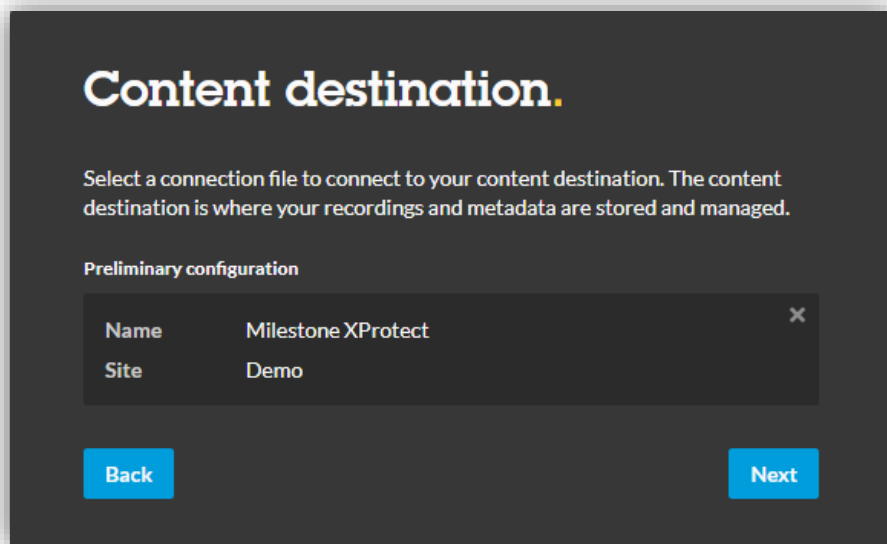 Content destination.
Select a connection file to connect to your content destination. The content
destination is where your recordings and metadata are stored and managed.
Preliminary configuration
Name Milestone XProtect
Site Demo
Back Next